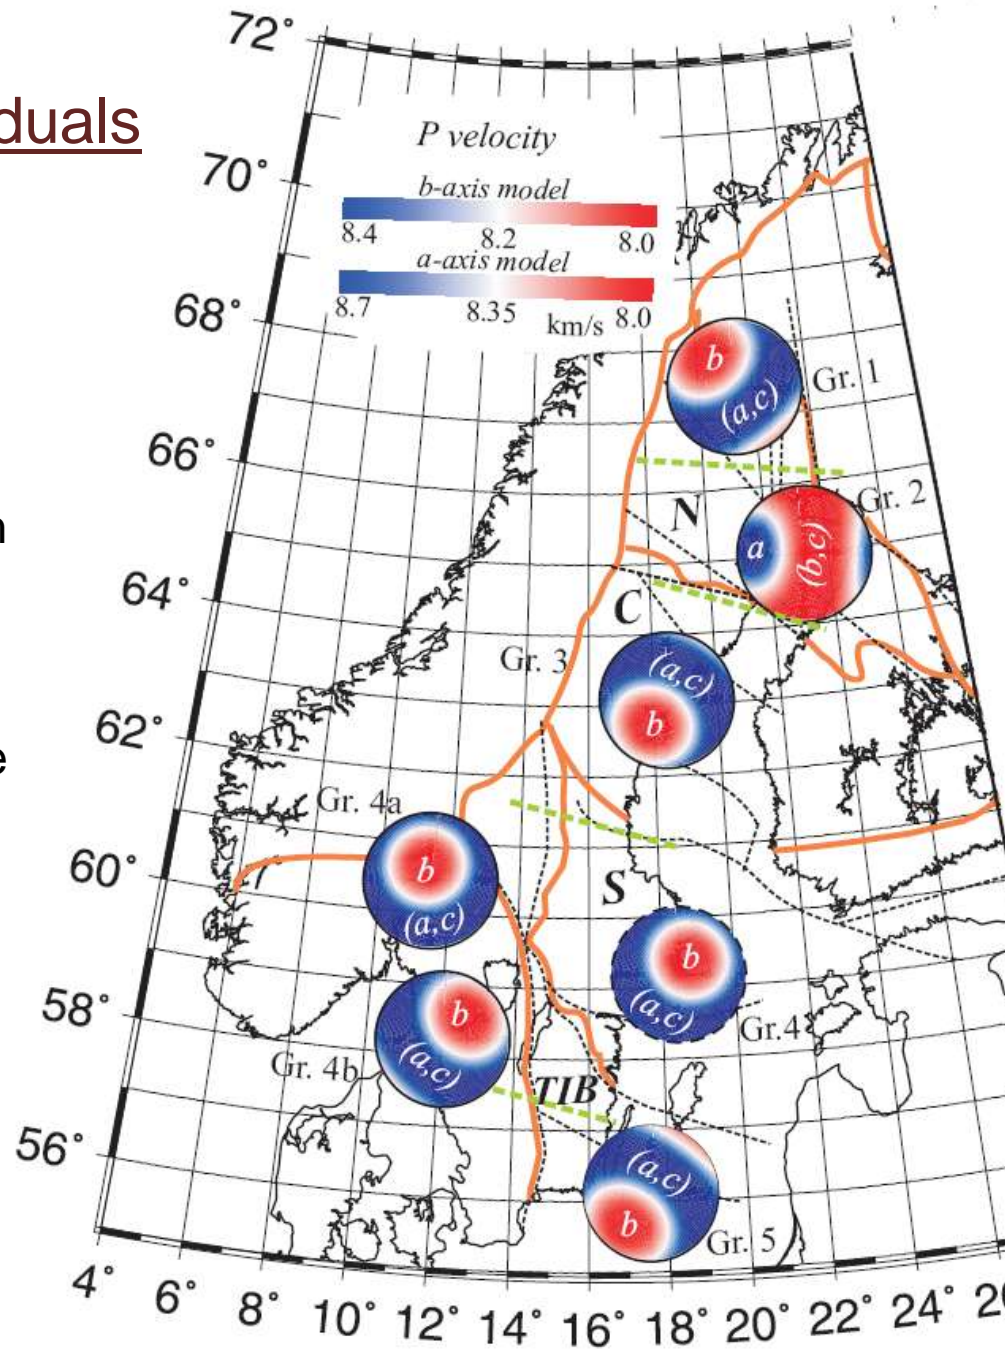 duals
n
e
72°
70°
68°
66°
64°
62°
60°
58°
56°
P velocity
b-axis model
8.4 8.2 8.0
a-axis model
8.7 8.35 km/s 8.0
b
(a,c)
Gr. 1
N
Gr. 2
a
(b,c)
C
Gr. 3
(a,c)
b
Gr. 4a
b
(a,c)
S
b
(a,c)
Gr.4
b
(a,c)
Gr. 4b
TIB
(a,c)
b
Gr. 5
4° 6° 8° 10° 12° 14° 16° 18° 20° 22° 24°